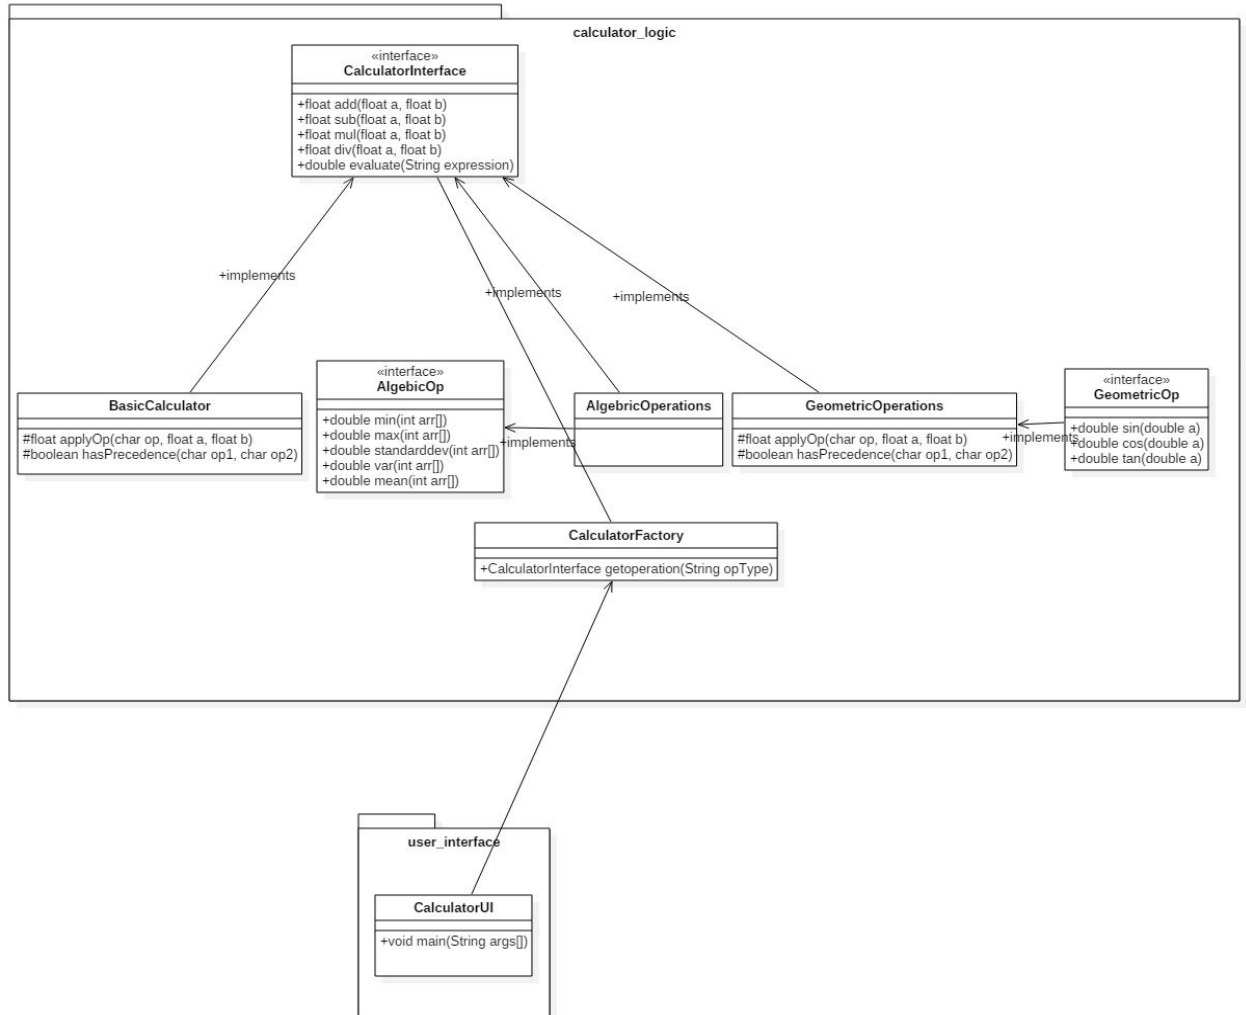 calculator_logic
«interface»
CalculatorInterface
+float add(float a, float b)
+float sub(float a, float b)
+float mul(float a, float b)
+float div(float a, float b)
+double evaluate(String expression)
+implements
+implements
+implements
BasicCalculator
#float applyOp(char op, float a, float b)
#boolean hasPrecedence(char op1, char op2)
«interface»
AlgebicOp
+double min(int arr[])
+double max(int arr[])
+double standarddev(int arr[])
+double var(int arr[])
+double mean(int arr[])
+implements
AlgebricOperations
GeometricOperations
#float applyOp(char op, float a, float b)
#boolean hasPrecedence(char op1, char op2)
+implements
«interface»
GeometricOp
+double sin(double a)
+double cos(double a)
+double tan(double a)
CalculatorFactory
+CalculatorInterface getoperation(String opType)
user_interface
CalculatorUI
+void main(String args[])